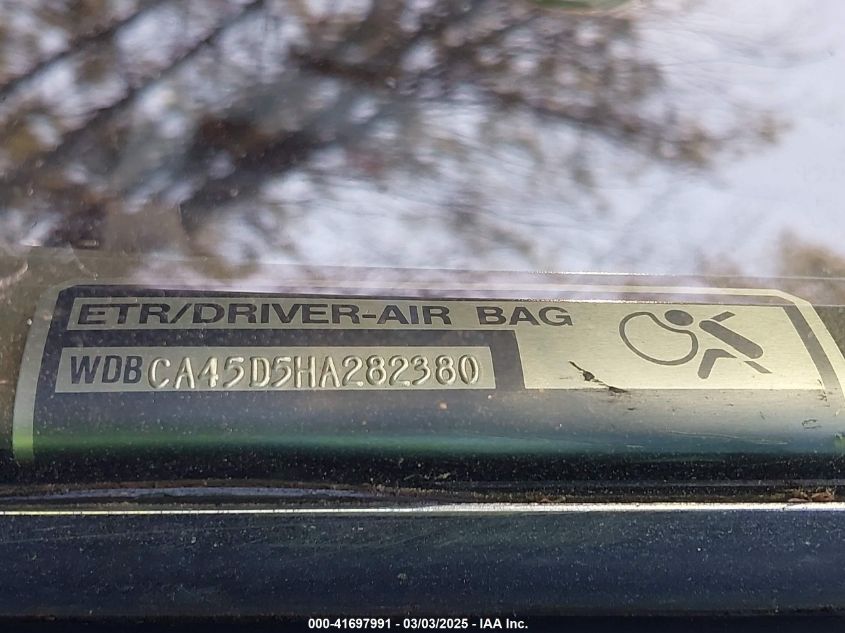 ETR/DRIVER-AIR BAG
WDBCA45D5HA282380
000-41697991 - 03/03/2025 - IAA Inc.